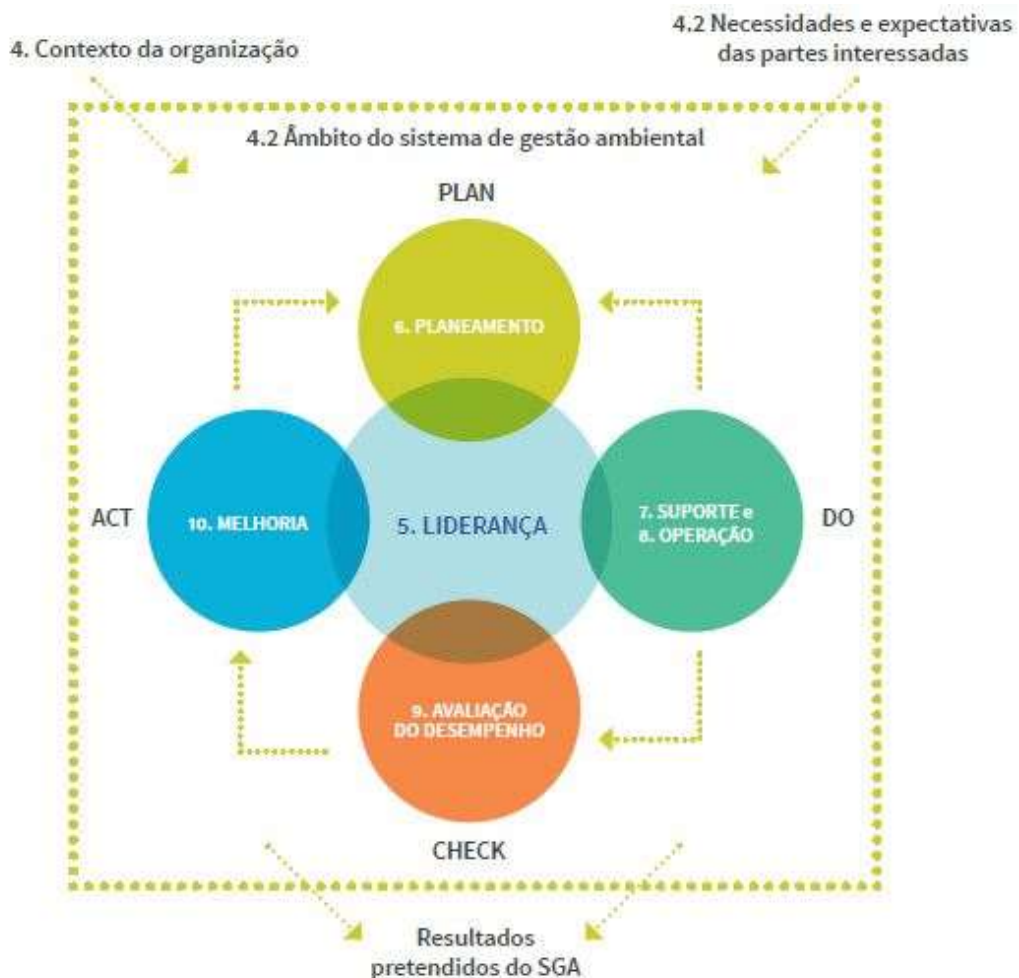 4. Contexto da organização
4.2 Necessidades e expectativas
das partes interessadas
4.2 Âmbito do sistema de gestão ambiental
PLAN
6. PLANEAMENTO
ACT
10. MELHORIA
5. LIDERANÇA
7. SUPORTE e
8. OPERAÇÃO
DO
9. AVALIAÇÃO
DO DESEMPENHO
CHECK
Resultados
pretendidos do SGA